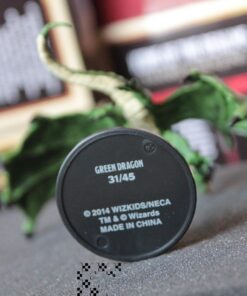 GREEN DRAGON
31/45
© 2014 WIZKIDS/NECA
TM & © Wizards
MADE IN CHINA